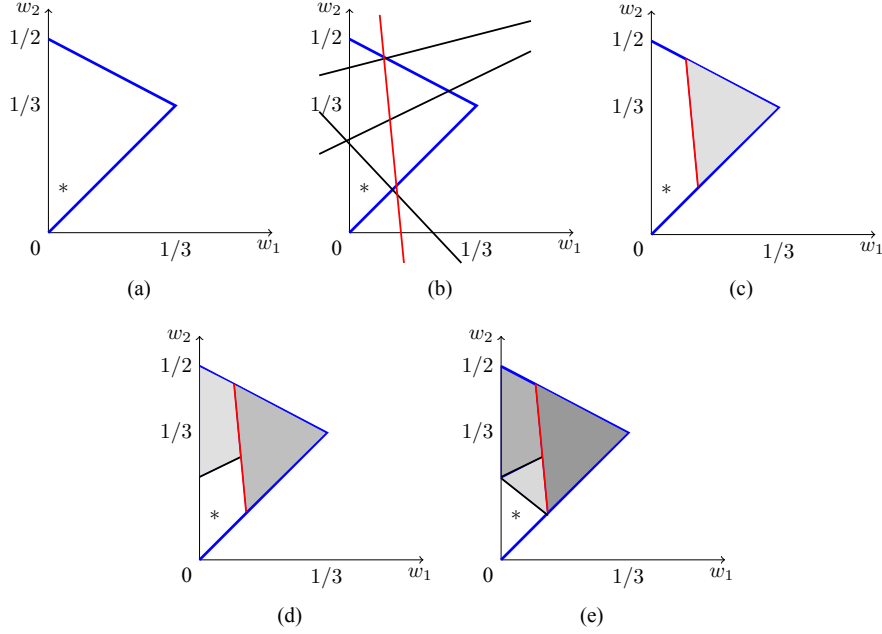 w₂
1/2
1/3
*
0
1/3
w₁
(a)
w₂
1/2
1/3
*
0
1/3
w₁
(b)
w₂
1/2
1/3
*
0
1/3
w₁
(c)
w₂
1/2
1/3
*
0
1/3
w₁
(d)
w₂
1/2
1/3
*
0
1/3
w₁
(e)